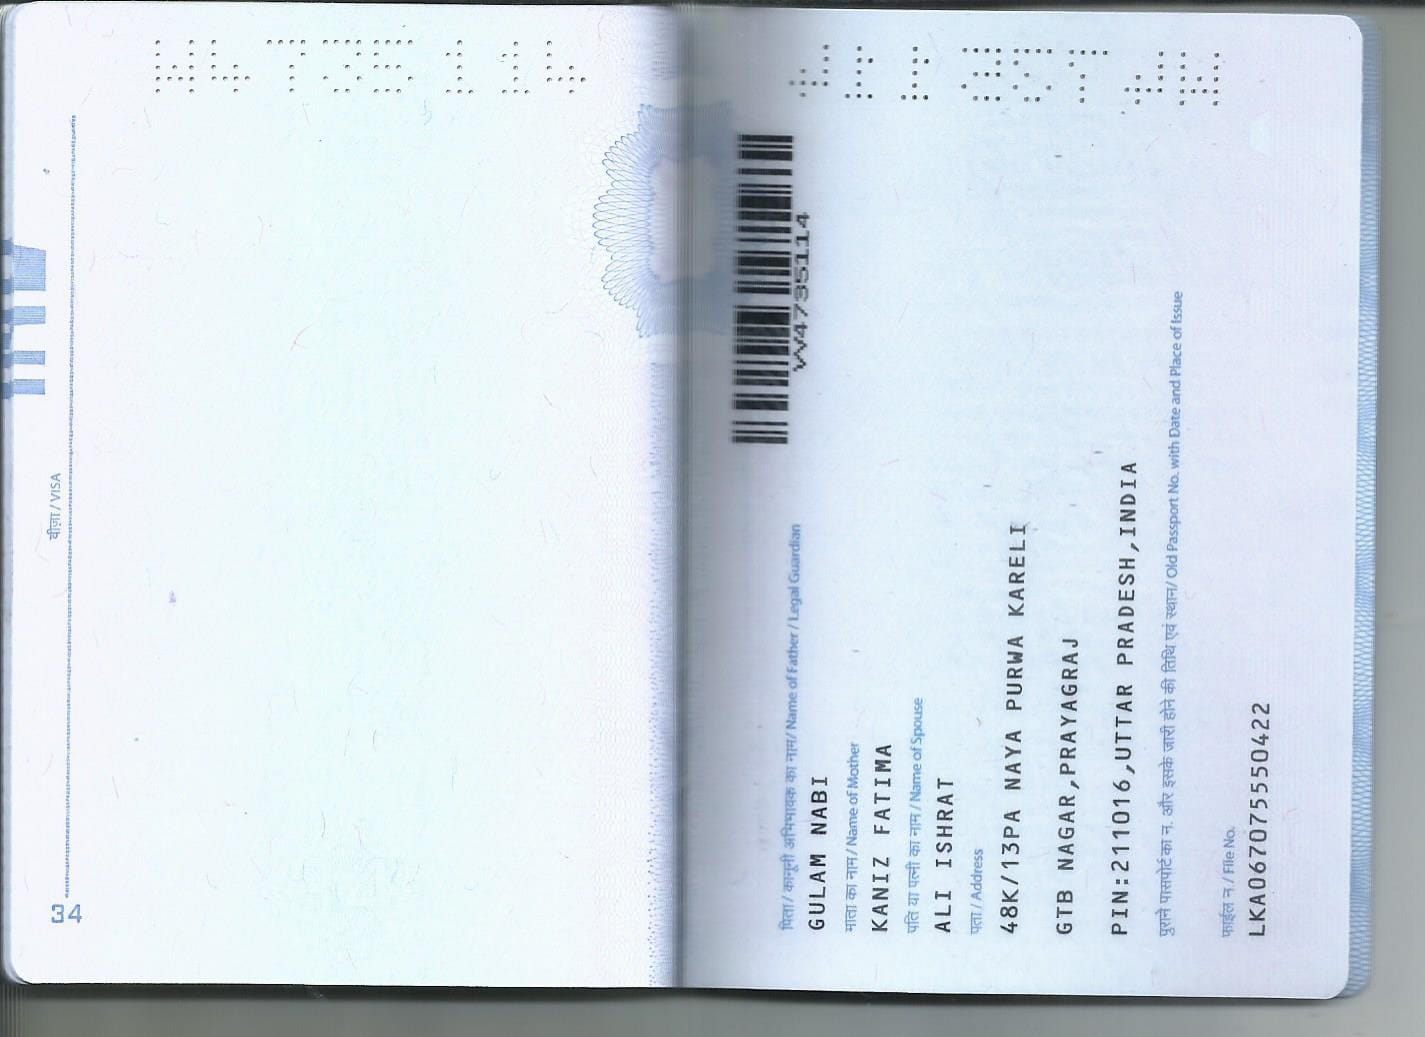 34
वीज़ा / VISA
W4735114
W4735114
पिता / कानूनी अभिभावक का नाम / Name of Father / Legal Guardian
GULAM NABI
माता का नाम / Name of Mother
KANIZ FATIMA
पति या पत्नी का नाम / Name of Spouse
ALI ISHRAT
पता / Address
48K/13PA NAYA PURWA KARELI
GTB NAGAR,PRAYAGRAJ
PIN:211016,UTTAR PRADESH,INDIA
पुराने पासपोर्ट का न. और इसके जारी होने की तिथि एवं स्थान / Old Passport No. with Date and Place of Issue
फाईल न. / File No.
LKA067075550422